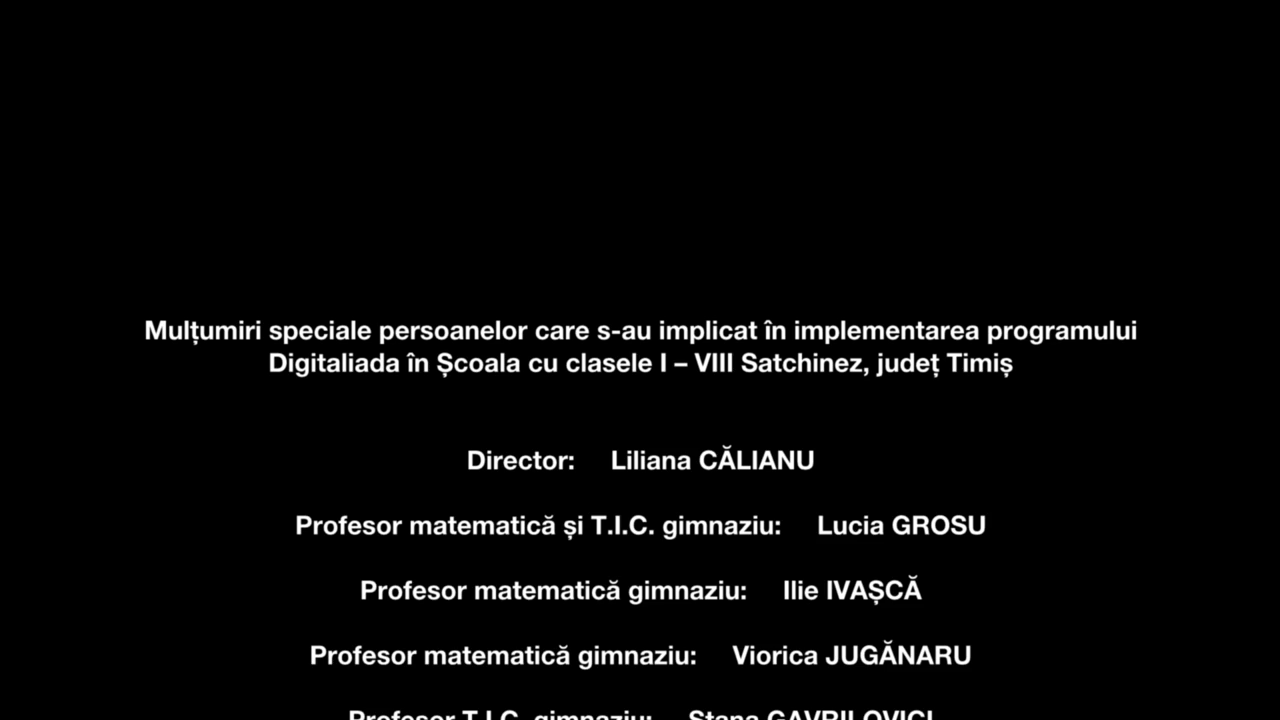 Mulțumiri speciale persoanelor care s-au implicat în implementarea programului
Digitaliada în Școala cu clasele I – VIII Satchinez, județ Timiș
Director: Liliana CĂLIANU
Profesor matematică și T.I.C. gimnaziu: Lucia GROSU
Profesor matematică gimnaziu: Ilie IVAȘCĂ
Profesor matematică gimnaziu: Viorica JUGĂNARU
Profesor T.I.C. gimnaziu: Stana GAVRILOVICI